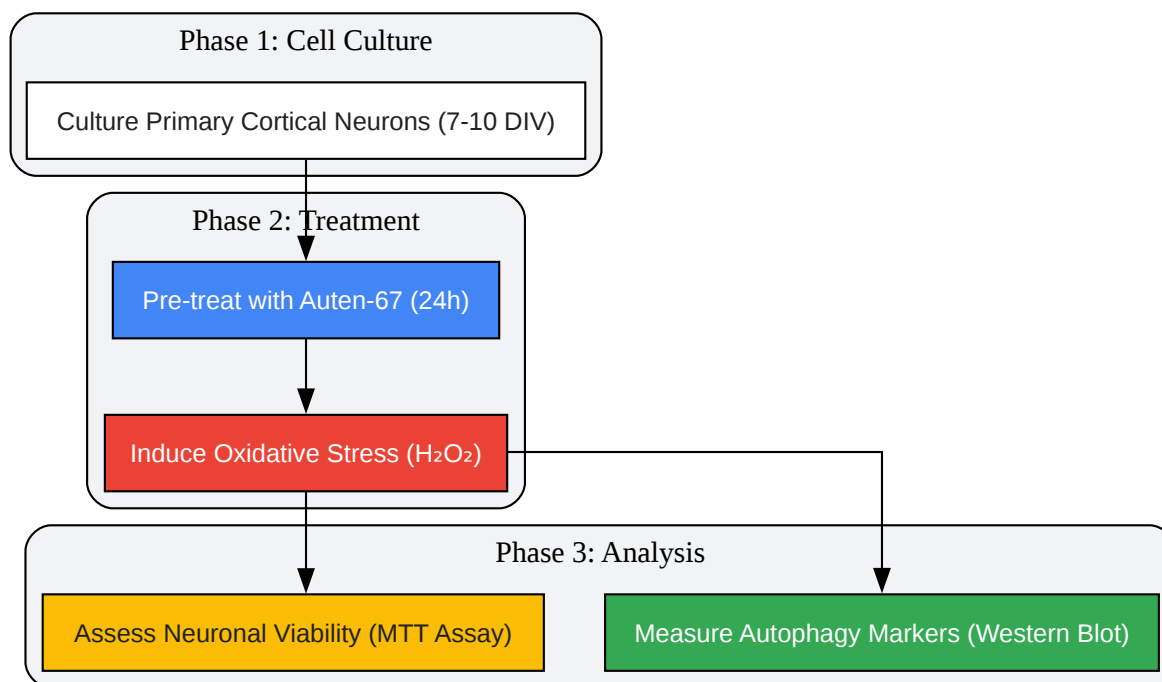 Phase 1: Cell Culture
Culture Primary Cortical Neurons (7-10 DIV)
Phase 2: Treatment
Pre-treat with Auten-67 (24h)
Induce Oxidative Stress (H₂O₂)
Phase 3: Analysis
Assess Neuronal Viability (MTT Assay)
Measure Autophagy Markers (Western Blot)